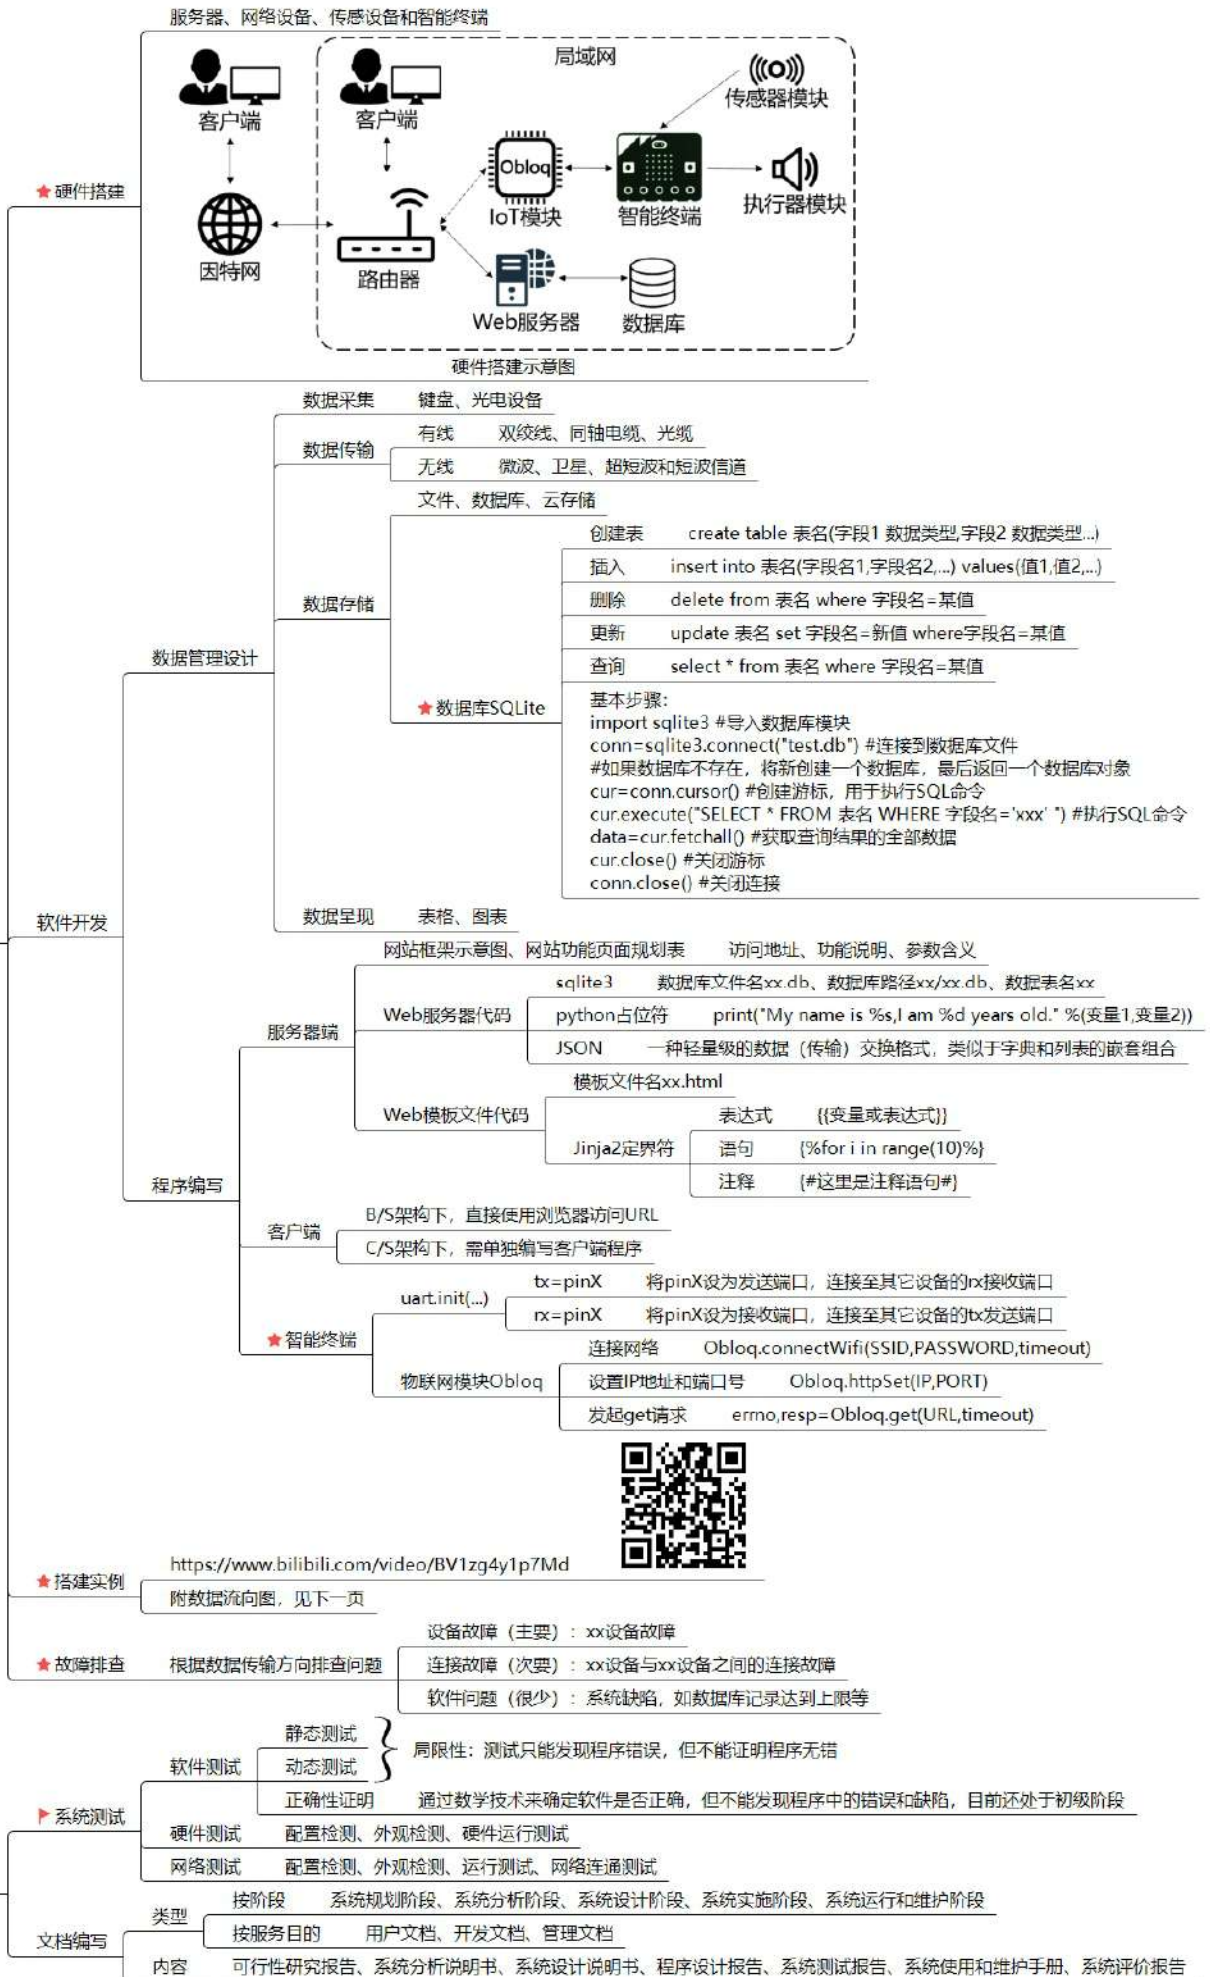 服务器、网络设备、传感设备和智能终端
局域网
客户端
客户端
传感器模块
Obloq
IoT模块
智能终端
执行器模块
因特网
路由器
Web服务器
数据库
硬件搭建示意图
硬件搭建
数据采集 键盘、光电设备
数据传输
有线 双绞线、同轴电缆、光缆
无线 微波、卫星、超短波和短波信道
数据存储
文件、数据库、云存储
数据库SQLite
创建表 create table 表名(字段1 数据类型,字段2 数据类型...)
插入 insert into 表名(字段名1,字段名2,...) values(值1,值2,...)
删除 delete from 表名 where 字段名=某值
更新 update 表名 set 字段名=新值 where字段名=某值
查询 select * from 表名 where 字段名=某值
基本步骤:
import sqlite3 #导入数据库模块
conn=sqlite3.connect("test.db") #连接到数据库文件
#如果数据库不存在，将新创建一个数据库，最后返回一个数据库对象
cur=conn.cursor() #创建游标，用于执行SQL命令
cur.execute("SELECT * FROM 表名 WHERE 字段名='xxx' ") #执行SQL命令
data=cur.fetchall() #获取查询结果的全部数据
cur.close() #关闭游标
conn.close() #关闭连接
数据管理设计
数据呈现 表格、图表
软件开发
网站框架示意图、网站功能页面规划表 访问地址、功能说明、参数含义
Web服务器代码
sqlite3 数据库文件名xx.db、数据库路径xx/xx.db、数据表名xx
python占位符 print("My name is %s,I am %d years old." %(变量1,变量2))
JSON 一种轻量级的数据（传输）交换格式，类似于字典和列表的嵌套组合
服务器端
模板文件名xx.html
Web模板文件代码
Jinja2定界符
表达式 {{变量或表达式}}
语句 {%for i in range(10)%}
注释 {#这里是注释语句#}
程序编写
客户端
B/S架构下，直接使用浏览器访问URL
C/S架构下，需单独编写客户端程序
智能终端
uart.init(...)
tx=pinX 将pinX设为发送端口，连接至其它设备的rx接收端口
rx=pinX 将pinX设为接收端口，连接至其它设备的tx发送端口
物联网模块Obloq
连接网络 Obloq.connectWifi(SSID,PASSWORD,timeout)
设置IP地址和端口号 Obloq.httpSet(IP,PORT)
发起get请求 errno,resp=Obloq.get(URL,timeout)
搭建实例
https://www.bilibili.com/video/BV1zg4y1p7Md
附数据流向图，见下一页
故障排查 根据数据传输方向排查问题
设备故障（主要）：xx设备故障
连接故障（次要）：xx设备与xx设备之间的连接故障
软件问题（很少）：系统缺陷，如数据库记录达到上限等
系统测试
软件测试
静态测试
动态测试
局限性：测试只能发现程序错误，但不能证明程序无错
正确性证明 通过数学技术来确定软件是否正确，但不能发现程序中的错误和缺陷，目前还处于初级阶段
硬件测试 配置检测、外观检测、硬件运行测试
网络测试 配置检测、外观检测、运行测试、网络连通测试
文档编写
类型
按阶段 系统规划阶段、系统分析阶段、系统设计阶段、系统实施阶段、系统运行和维护阶段
按服务目的 用户文档、开发文档、管理文档
内容 可行性研究报告、系统分析说明书、系统设计说明书、程序设计报告、系统测试报告、系统使用和维护手册、系统评价报告